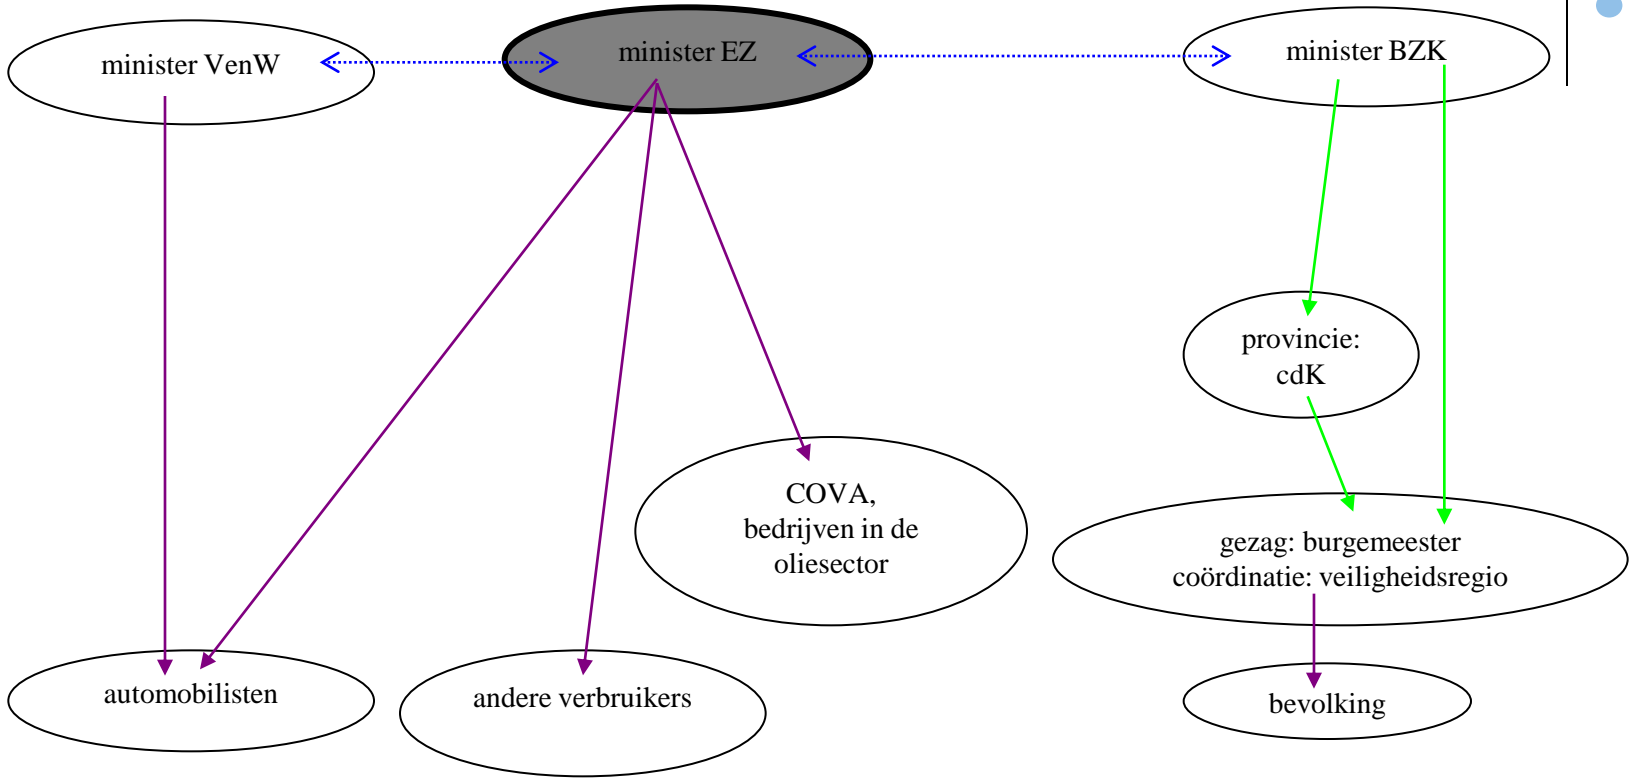 minister VenW
minister EZ
minister BZK
provincie:
cdK
COVA,
bedrijven in de
oliesector
gezag: burgemeester
coördinatie: veiligheidsregio
automobilisten
andere verbruikers
bevolking